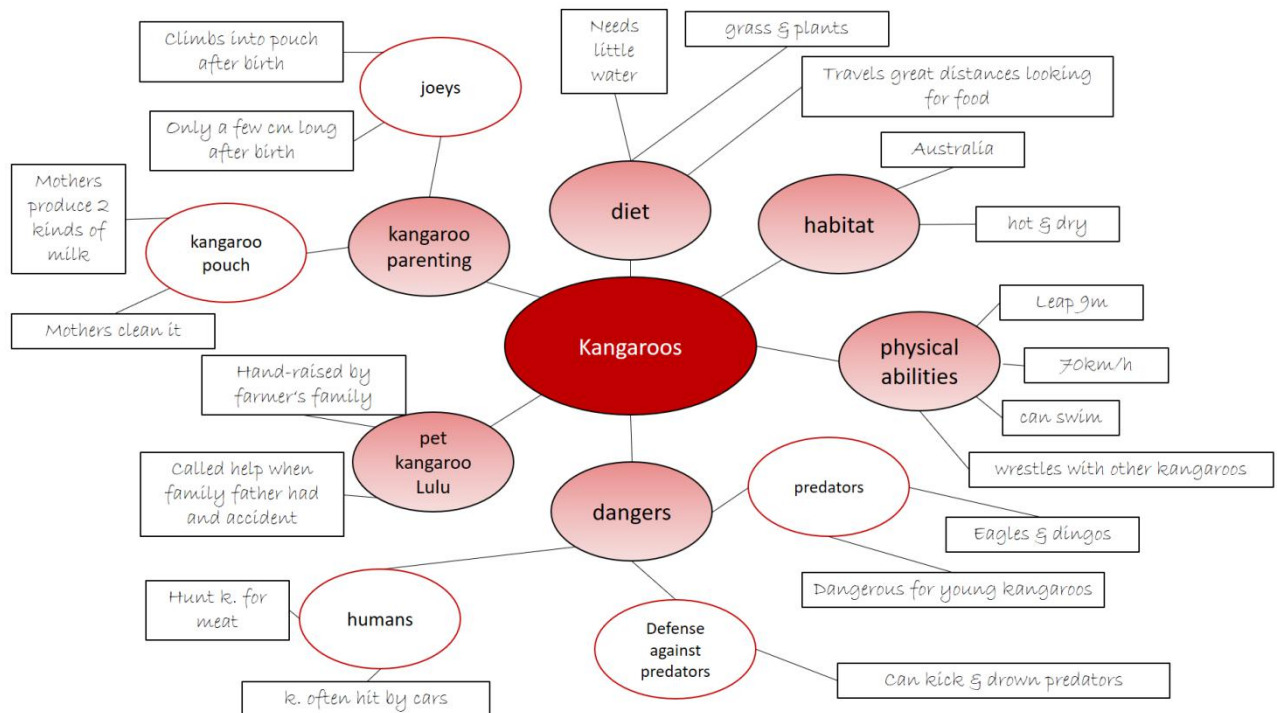 Climbs into pouch
after birth
joeys
Only a few cm long
after birth
Mothers
produce 2
kinds of
milk
kangaroo
pouch
Mothers clean it
kangaroo
parenting
Needs
little
water
grass & plants
Travels great distances looking
for food
diet
Australia
habitat
hot & dry
Kangaroos
Leap 9m
physical
abilities
70km/h
can swim
wrestles with other kangaroos
Hand-raised by
farmer's family
pet
kangaroo
Lulu
Called help when
family father had
and accident
dangers
predators
Eagles & dingos
Dangerous for young kangaroos
Hunt k. for
meat
humans
k. often hit by cars
Defense
against
predators
Can kick & drown predators